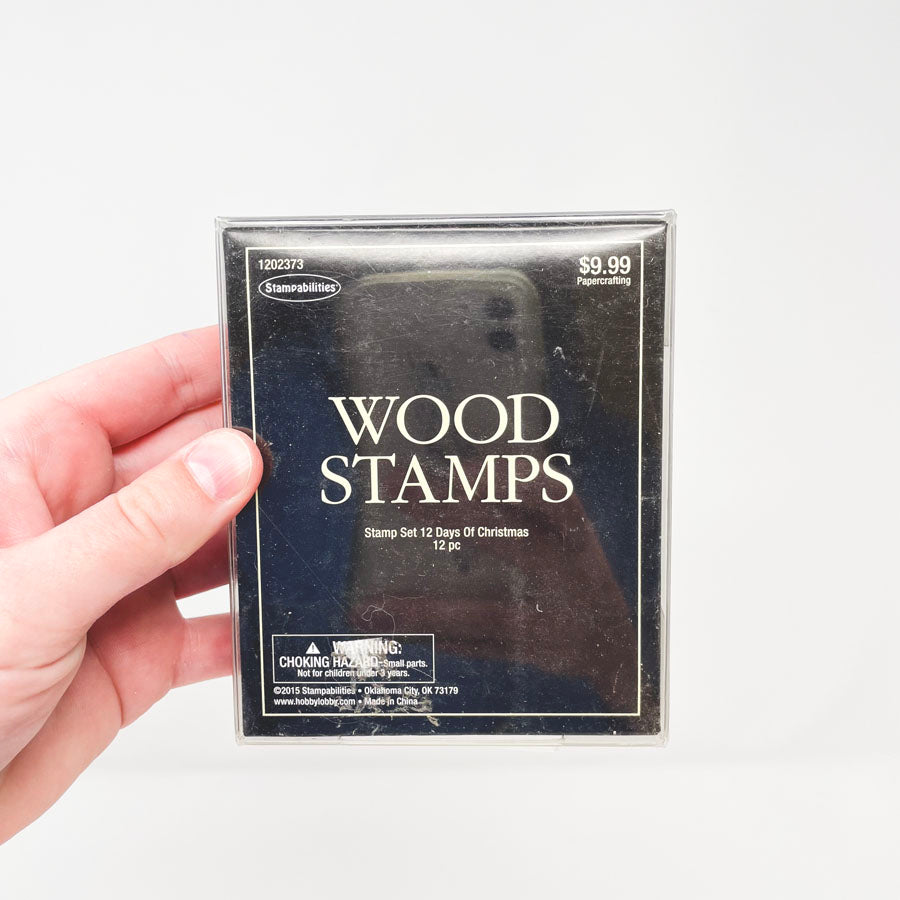 1202373
Stampabilities®
$9.99
Papercrafting
WOOD
STAMPS
Stamp Set 12 Days Of Christmas
12 pc
WARNING:
CHOKING HAZARD-Small parts.
Not for children under 3 years.
©2015 Stampabilities • Oklahoma City, OK 73179
www.hobbylobby.com • Made in China